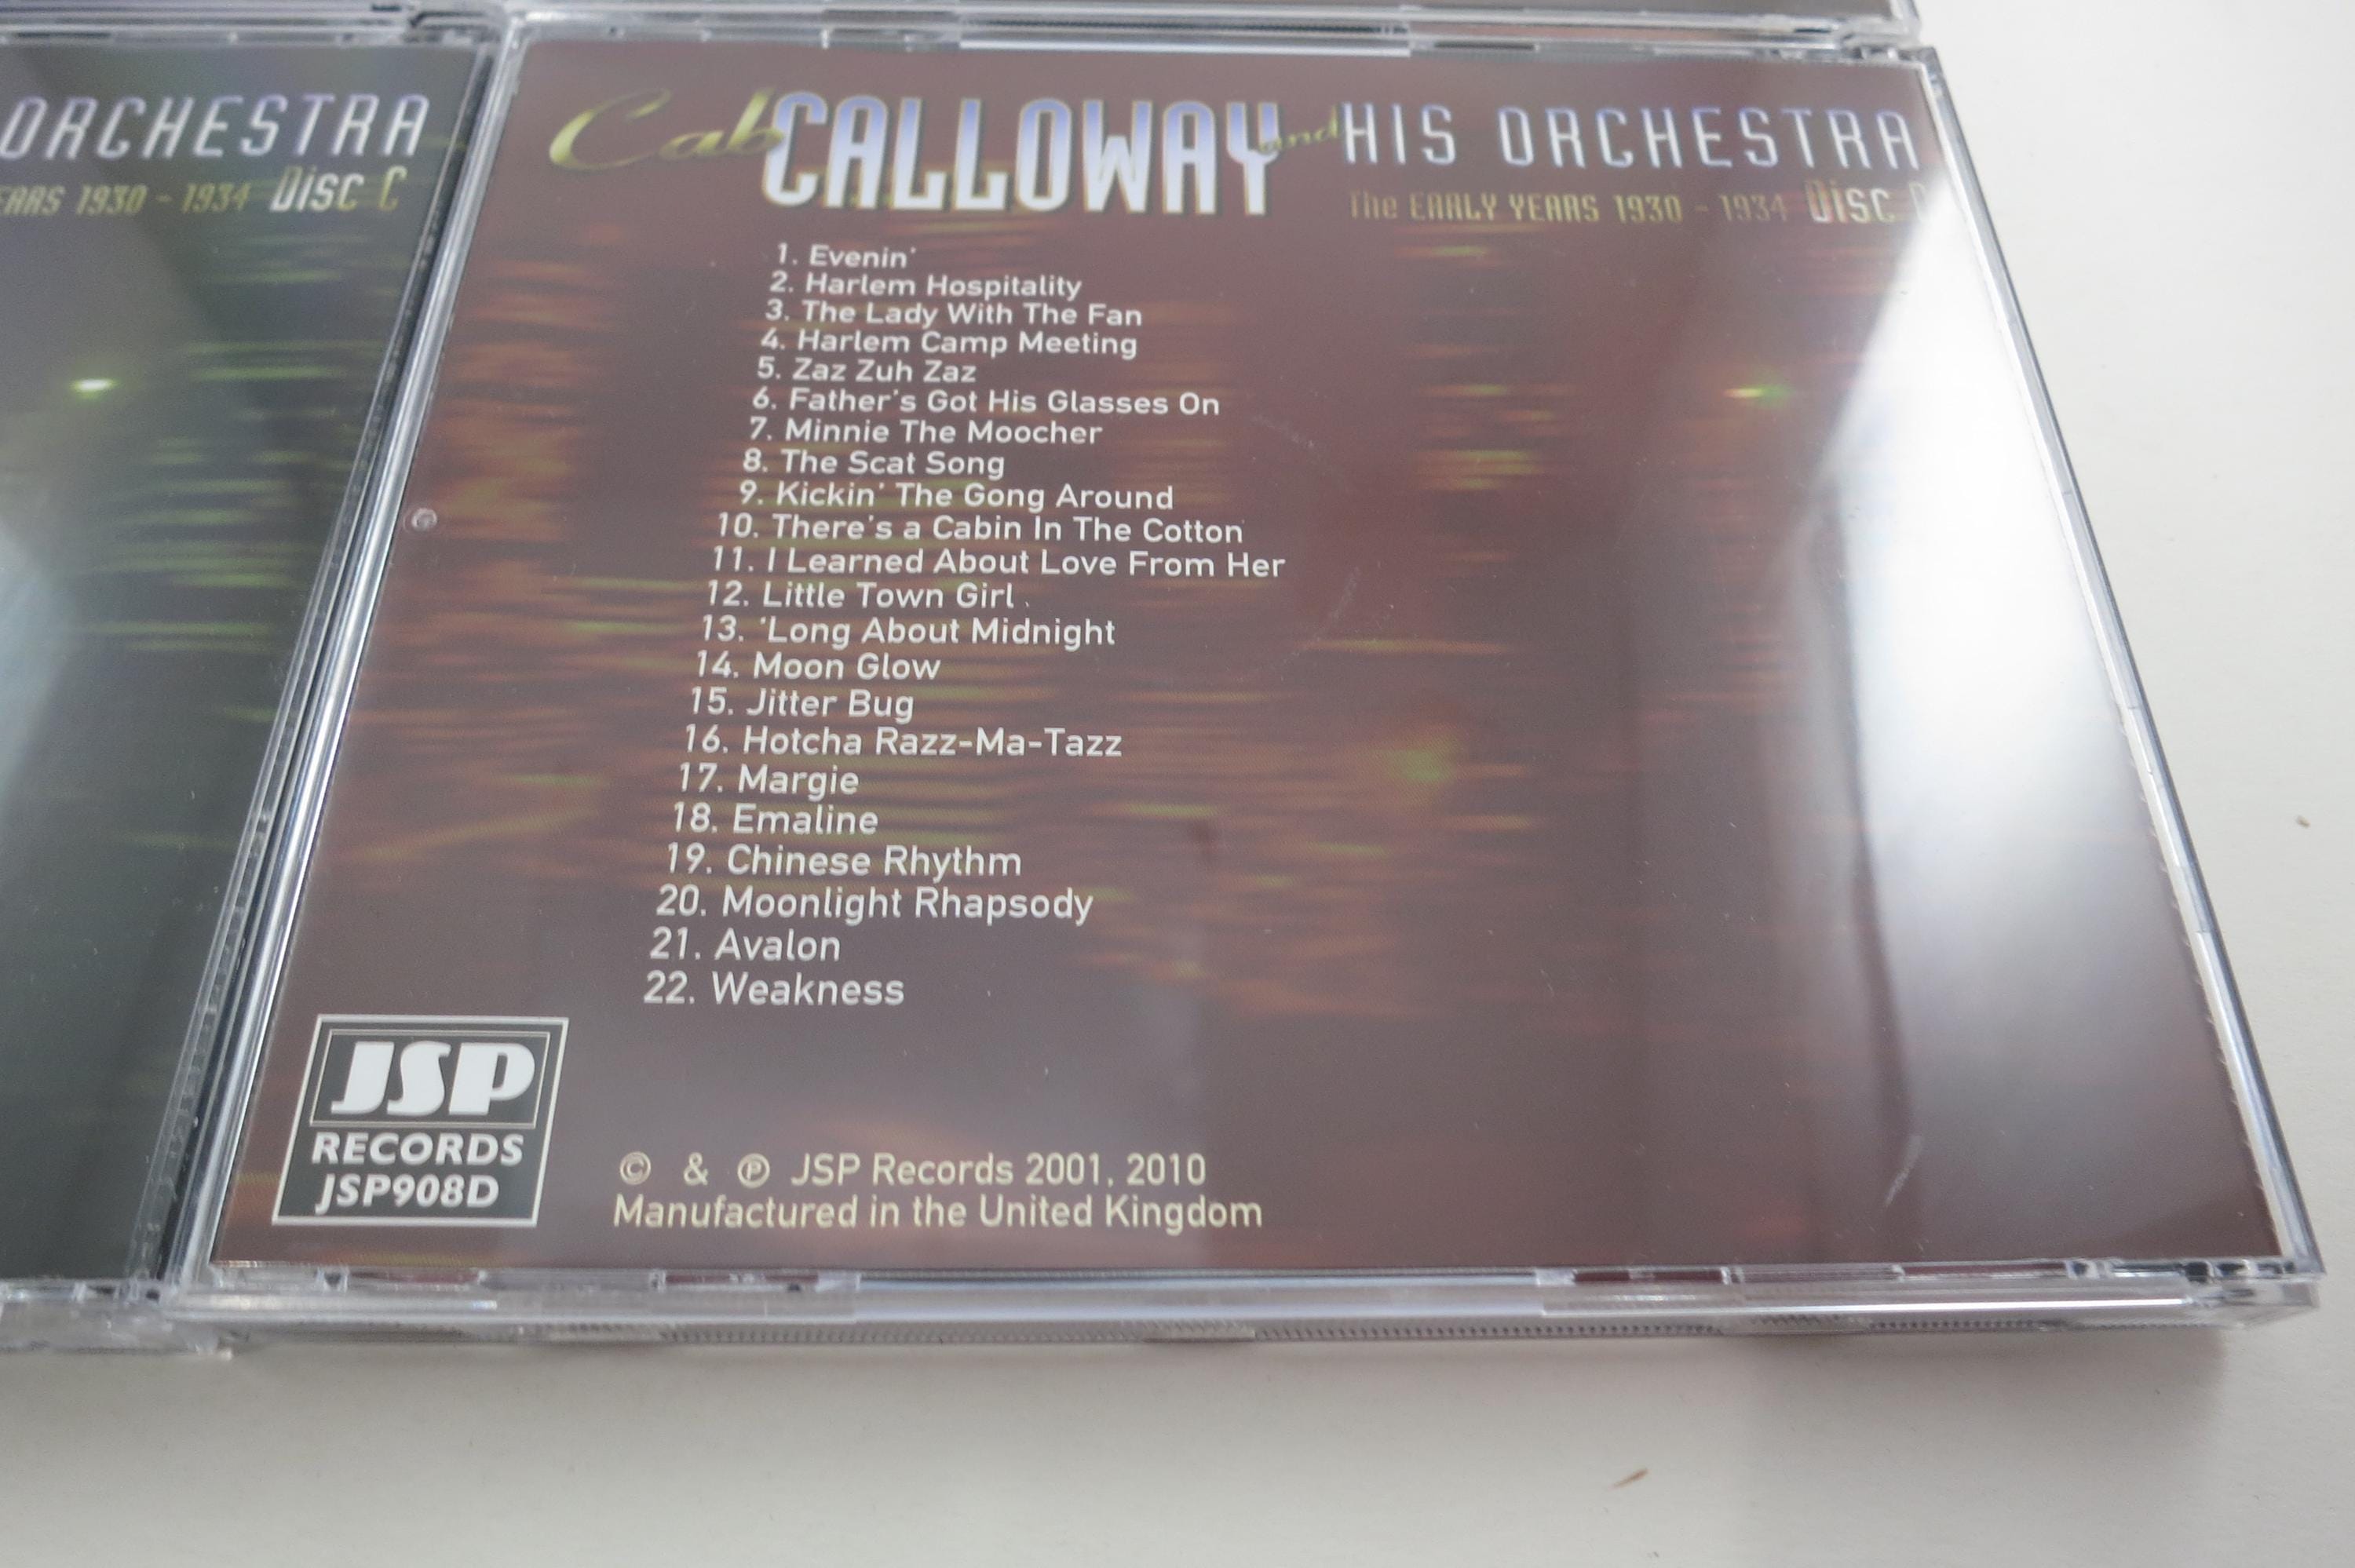 ORCHESTRA
1930 - 1934 Disc C
Cab CALLOWAY and HIS ORCHESTRA
The EARLY YEARS 1930 - 1934 Disc
1. Evenin'
2. Harlem Hospitality
3. The Lady With The Fan
4. Harlem Camp Meeting
5. Zaz Zuh Zaz
6. Father's Got His Glasses On
7. Minnie The Moocher
8. The Scat Song
9. Kickin' The Gong Around
10. There's a Cabin In The Cotton
11. I Learned About Love From Her
12. Little Town Girl
13. 'Long About Midnight
14. Moon Glow
15. Jitter Bug
16. Hotcha Razz-Ma-Tazz
17. Margie
18. Emaline
19. Chinese Rhythm
20. Moonlight Rhapsody
21. Avalon
22. Weakness
JSP
RECORDS
JSP908D
© & ℗ JSP Records 2001, 2010
Manufactured in the United Kingdom